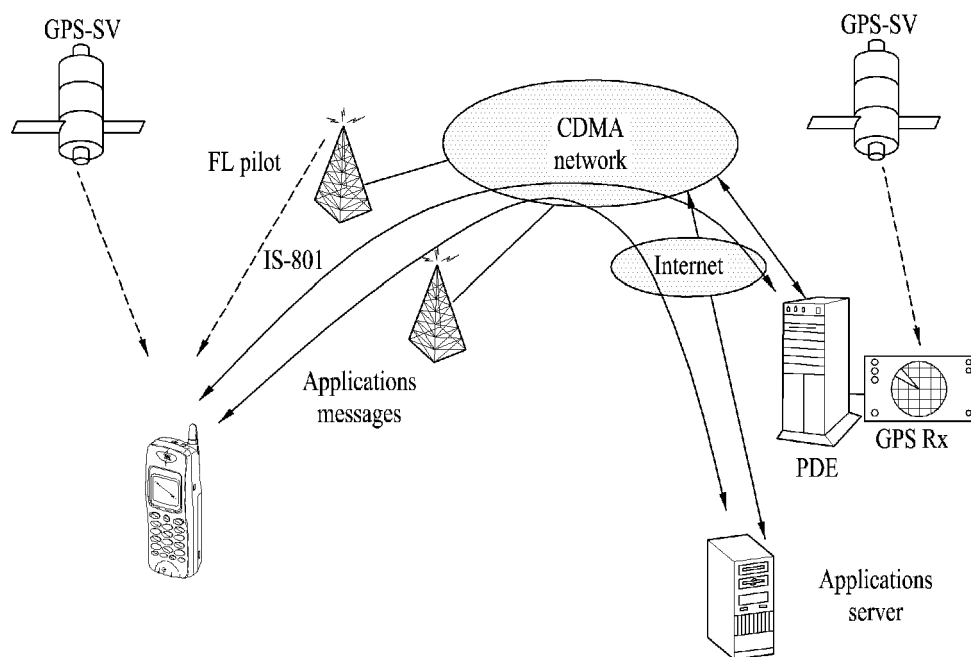 GPS-SV
GPS-SV
CDMA
network
FL pilot
IS-801
Internet
Applications
messages
GPS Rx
PDE
Applications
server